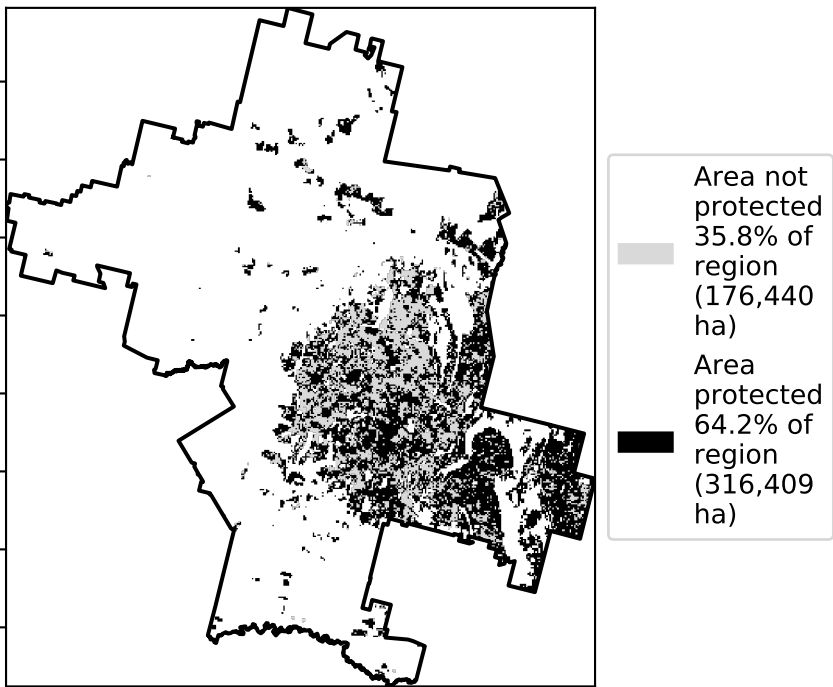 Area not
protected
35.8% of
region
(176,440
ha)
Area
protected
64.2% of
region
(316,409
ha)